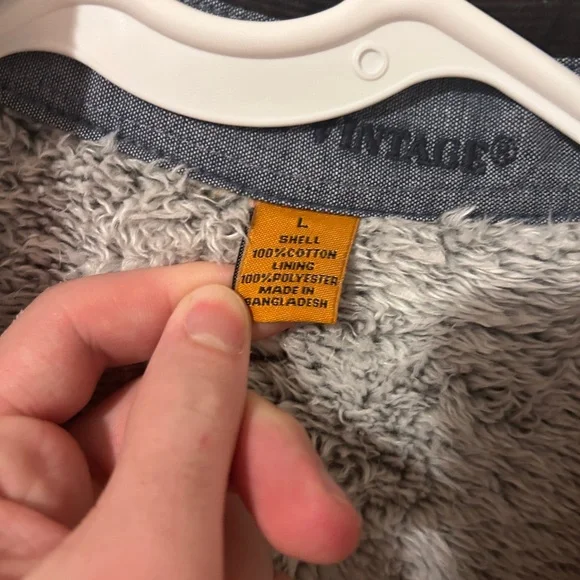 VINTAGE®
L
SHELL
100%COTTON
LINING
100%POLYESTER
MADE IN
BANGLADESH